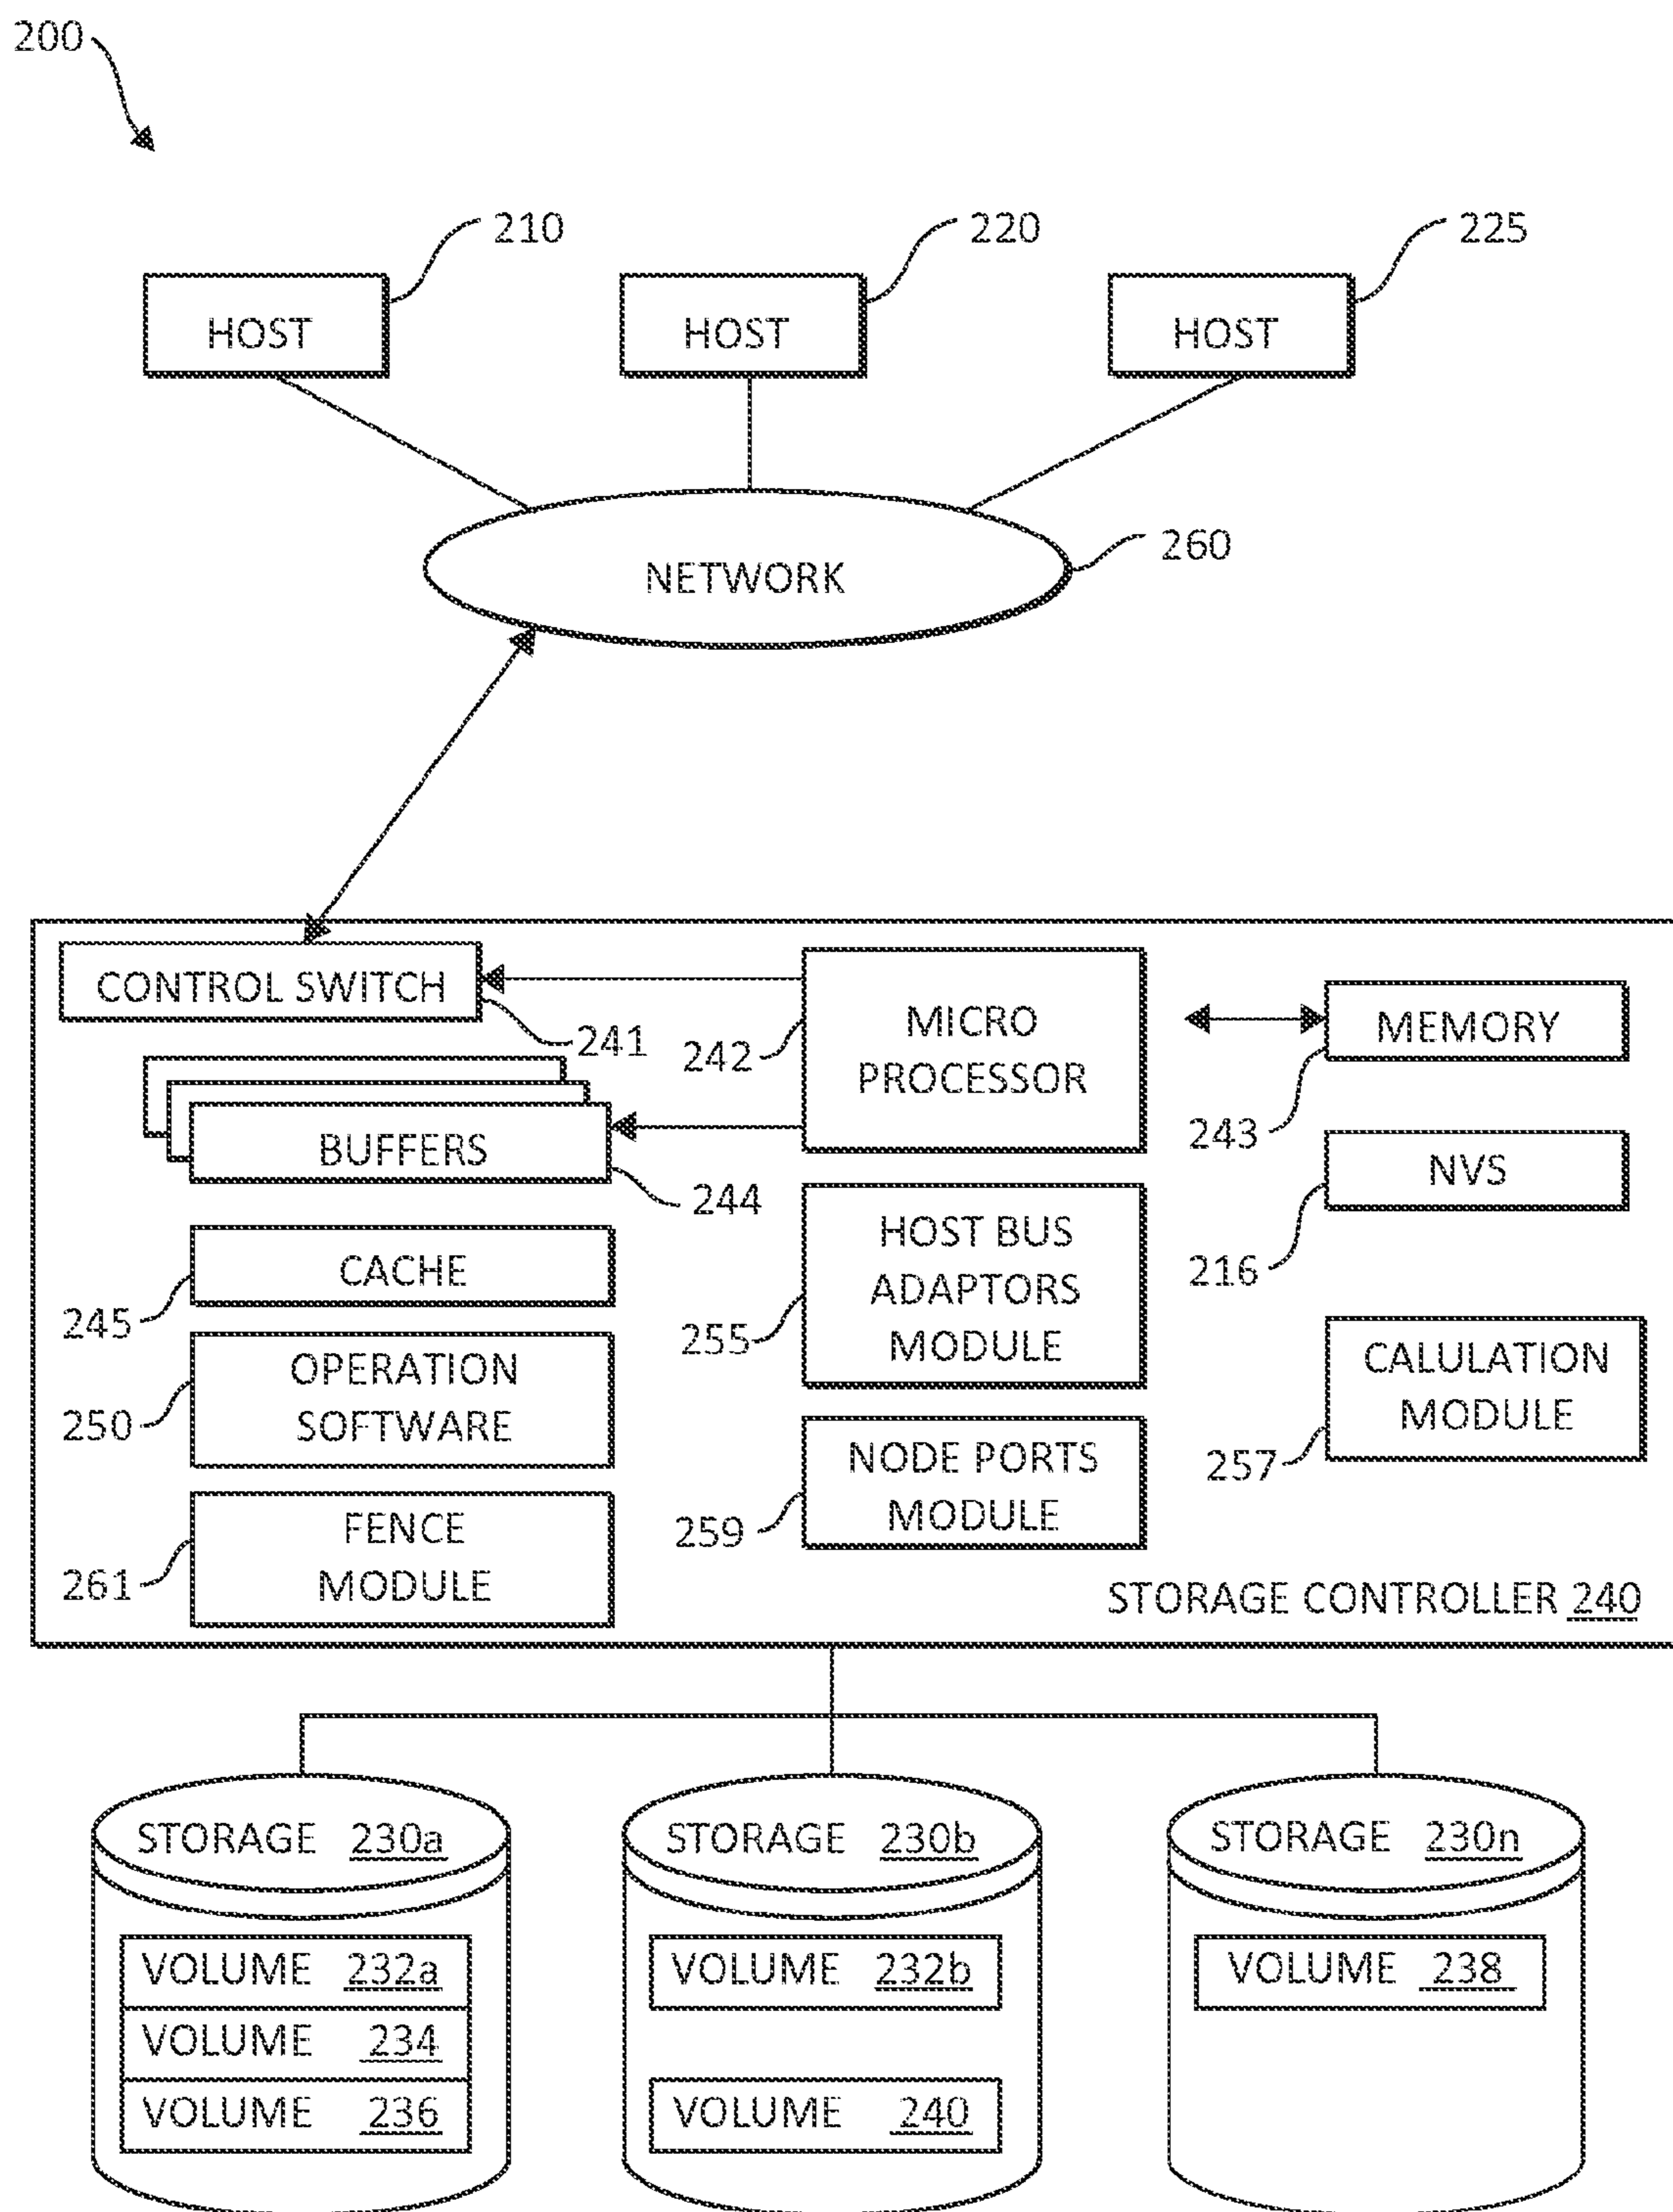 200
210
220
225
HOST
HOST
HOST
260
NETWORK
CONTROL SWITCH
241
242
MICRO
PROCESSOR
MEMORY
243
BUFFERS
244
NVS
216
CACHE
245
HOST BUS
ADAPTORS
MODULE
255
OPERATION
SOFTWARE
250
CALULATION
MODULE
257
NODE PORTS
MODULE
259
FENCE
MODULE
261
STORAGE CONTROLLER 240
STORAGE 230a
STORAGE 230b
STORAGE 230n
VOLUME 232a
VOLUME 234
VOLUME 236
VOLUME 232b
VOLUME 240
VOLUME 238